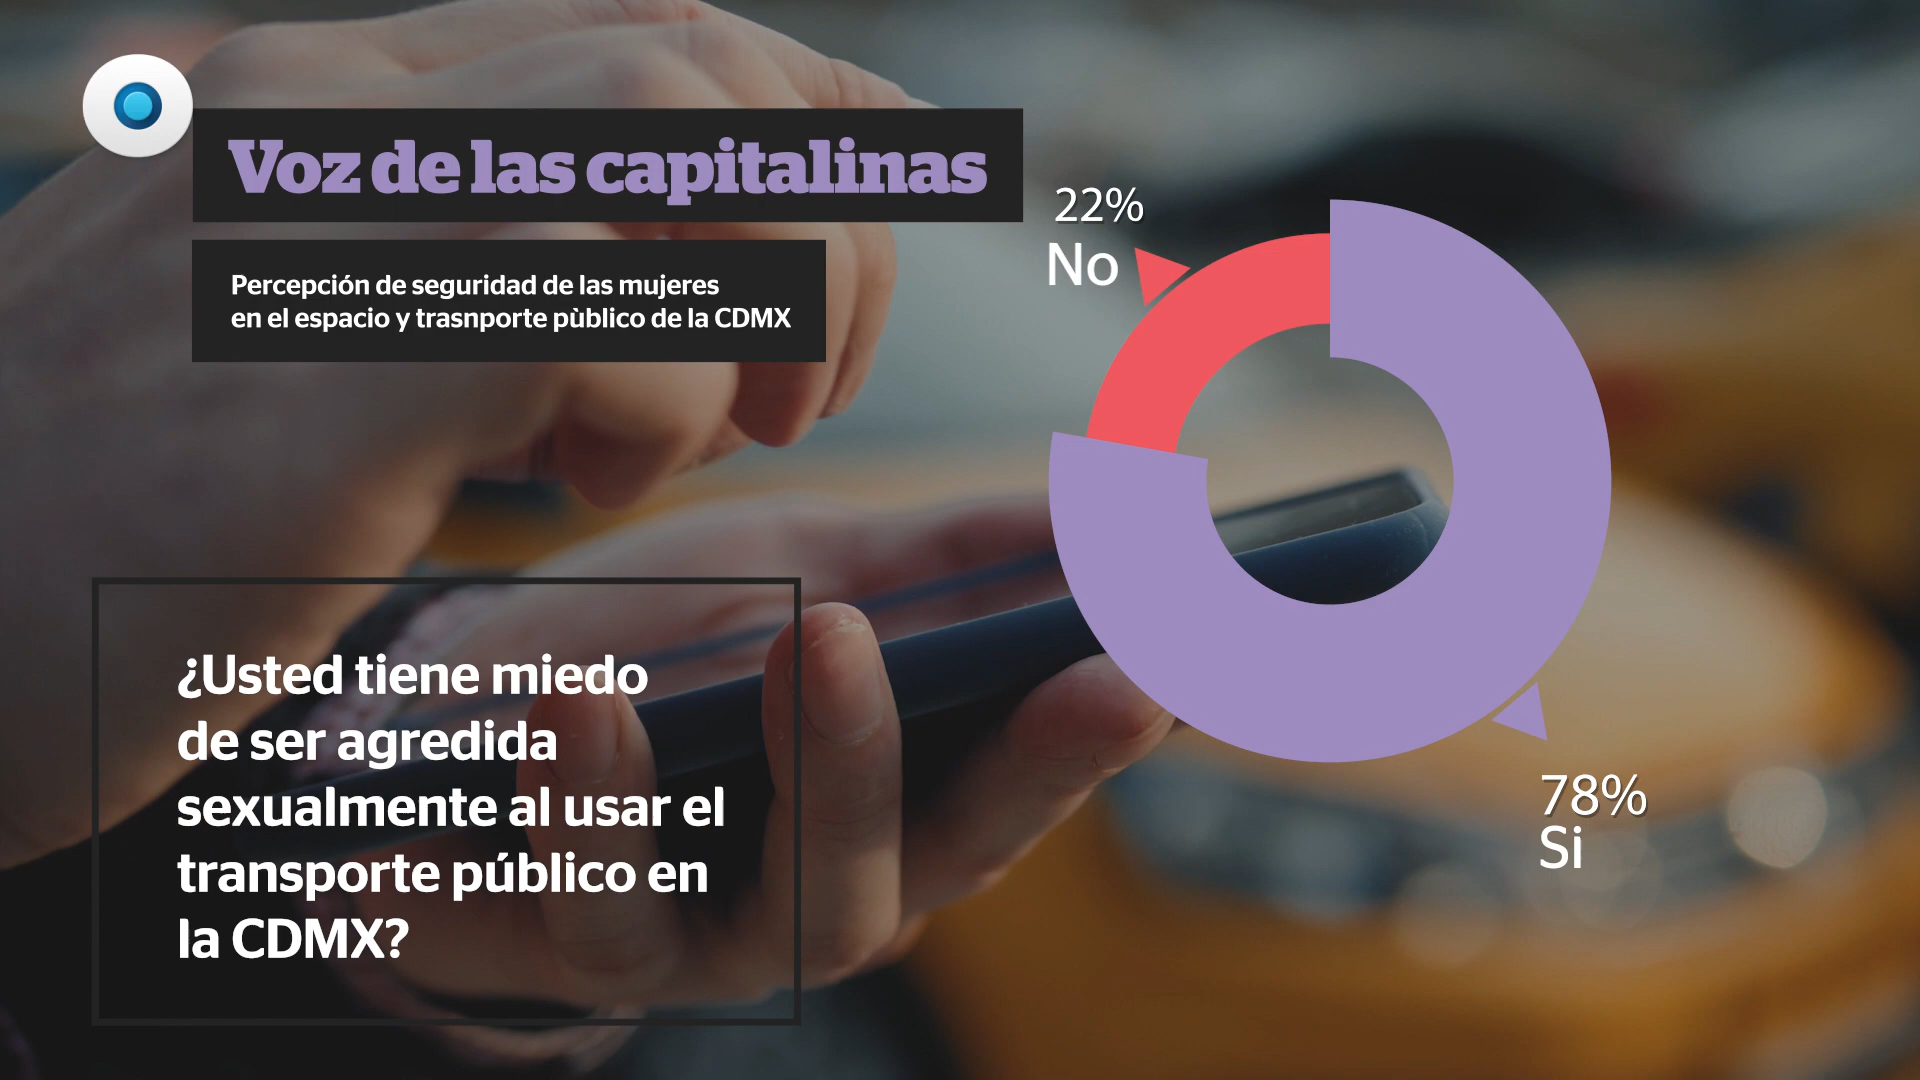 Voz de las capitalinas
Percepción de seguridad de las mujeres
en el espacio y trasnporte pùblico de la CDMX
22%
No
¿Usted tiene miedo
de ser agredida
sexualmente al usar el
transporte público en
la CDMX?
78%
Si